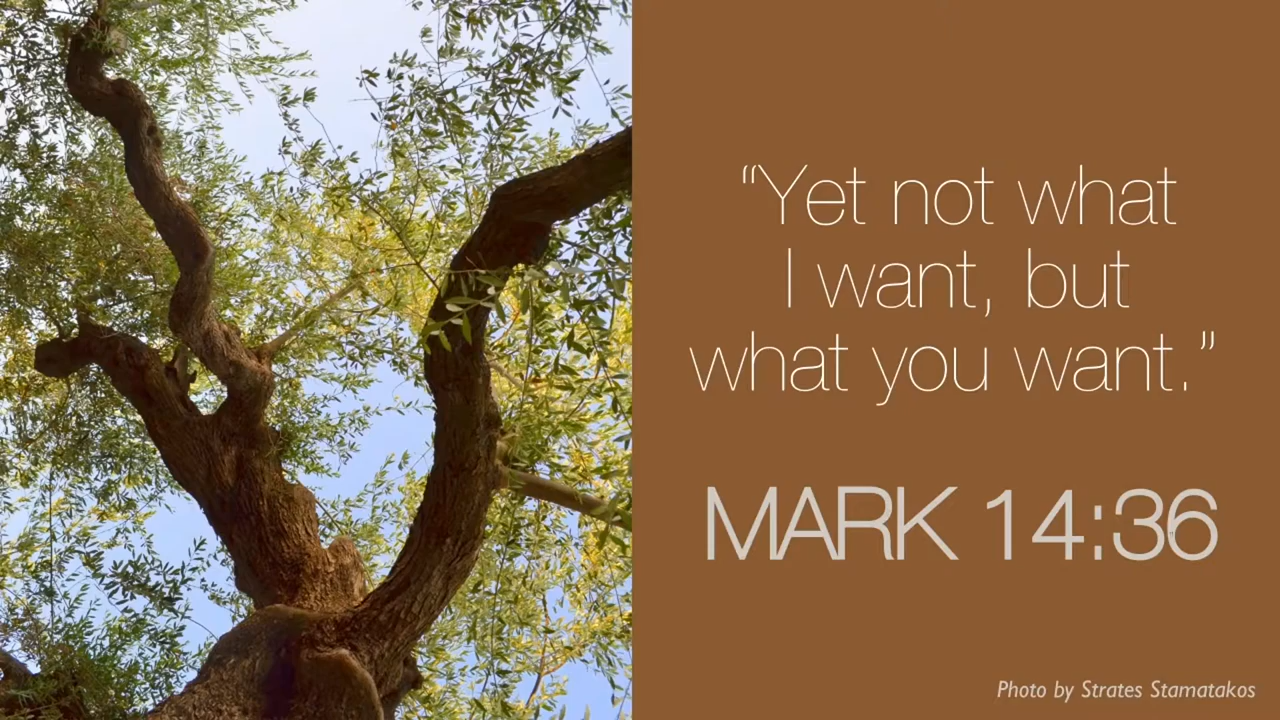 “Yet not what
I want, but
what you want.”
MARK 14:36
Photo by Strates Stamatakos